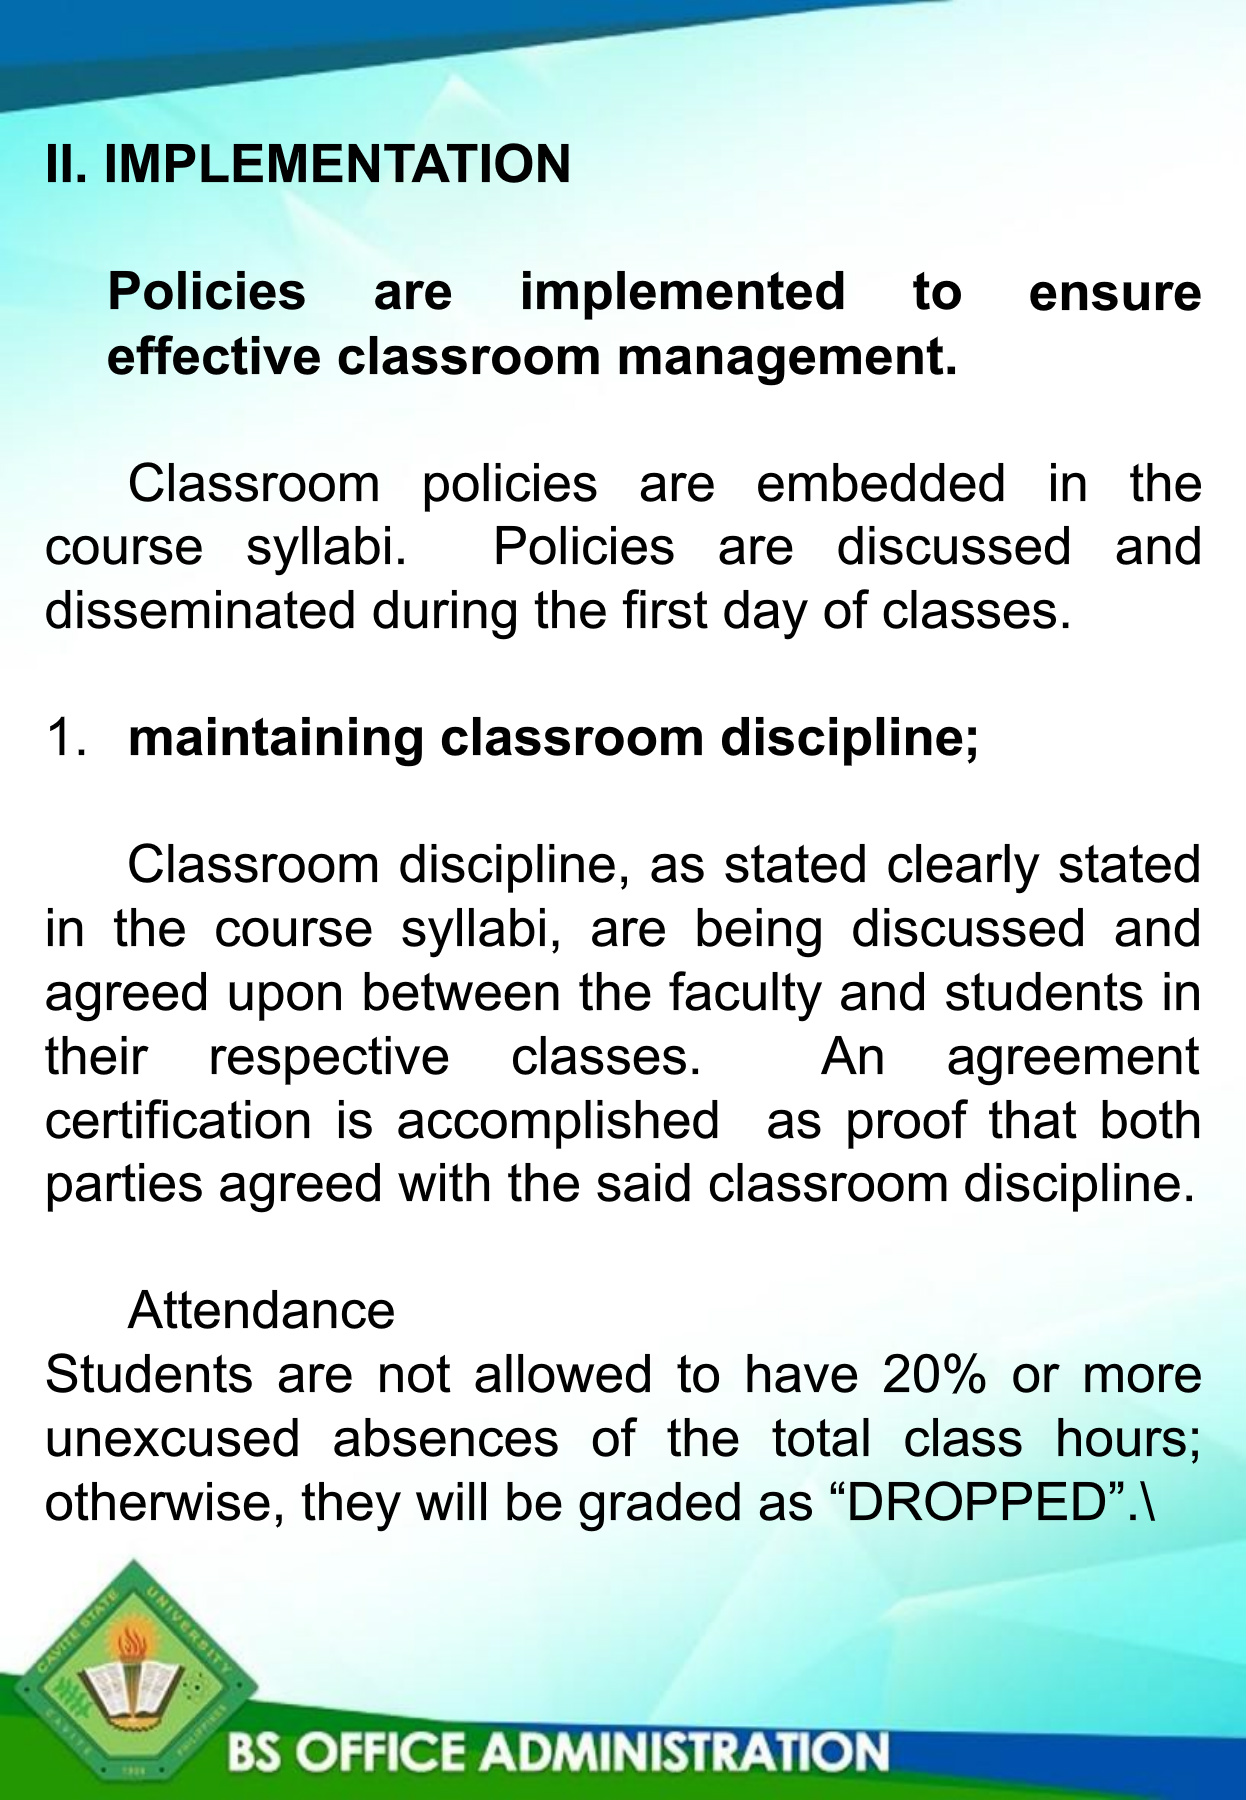 II. IMPLEMENTATION
Policies are implemented to ensure
effective classroom management.
Classroom policies are embedded in the
course syllabi. Policies are discussed and
disseminated during the first day of classes.
1. maintaining classroom discipline;
Classroom discipline, as stated clearly stated
in the course syllabi, are being discussed and
agreed upon between the faculty and students in
their respective classes. An agreement
certification is accomplished as proof that both
parties agreed with the said classroom discipline.
Attendance
Students are not allowed to have 20% or more
unexcused absences of the total class hours;
otherwise, they will be graded as “DROPPED”.\
CAVITE STATE UNIVERSITY
CAVITE
PHILIPPINES
1906
BS OFFICE ADMINISTRATION